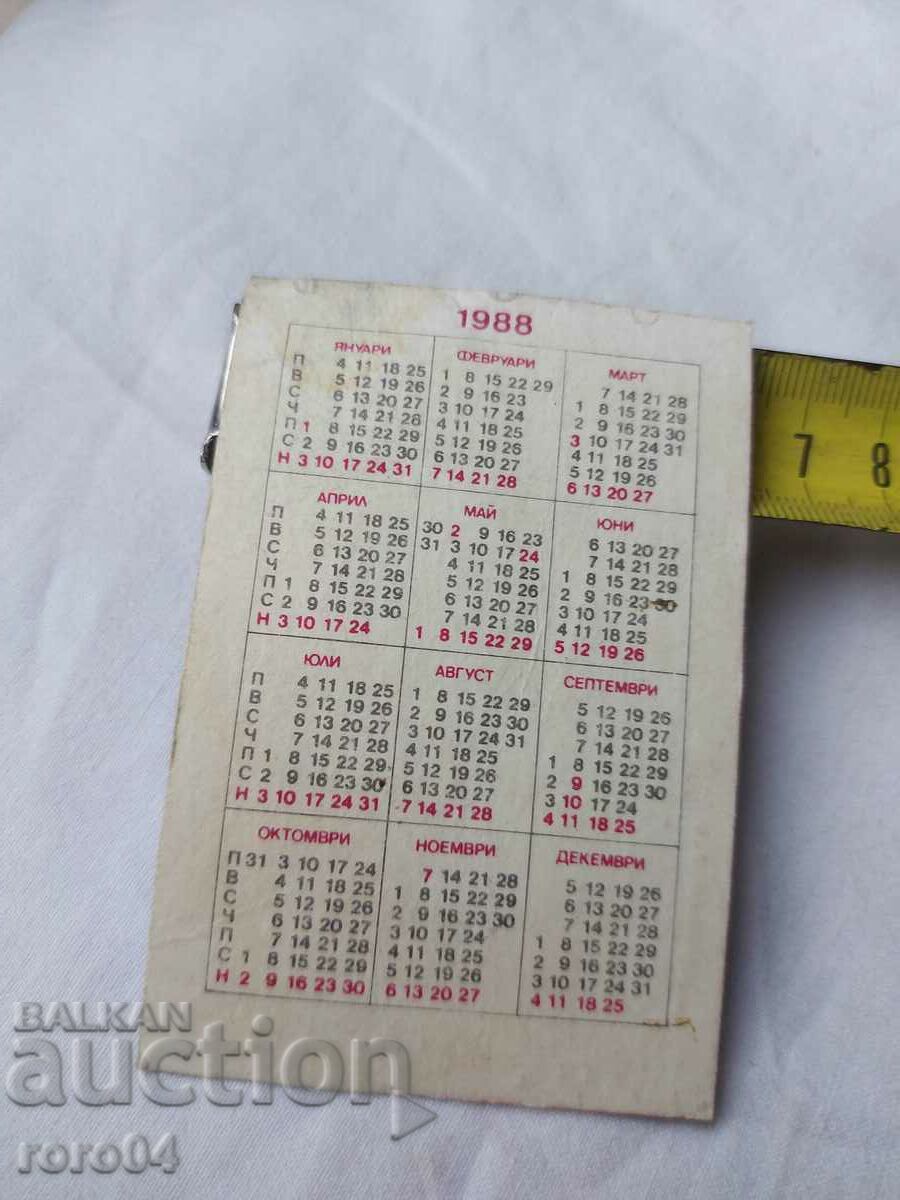 1988
ЯНУАРИ ФЕВРУАРИ МАРТ
П 4 11 18 25 1 8 15 22 29 7 14 21 28
В 5 12 19 26 2 9 16 23 1 8 15 22 29
С 6 13 20 27 3 10 17 24 2 9 16 23 30
Ч 7 14 21 28 4 11 18 25 3 10 17 24 31
П 1 8 15 22 29 5 12 19 26 4 11 18 25
С 2 9 16 23 30 6 13 20 27 5 12 19 26
Н 3 10 17 24 31 7 14 21 28 6 13 20 27
АПРИЛ МАЙ ЮНИ
П 4 11 18 25 30 2 9 16 23 6 13 20 27
В 5 12 19 26 31 3 10 17 24 7 14 21 28
С 6 13 20 27 4 11 18 25 1 8 15 22 29
Ч 7 14 21 28 5 12 19 26 2 9 16 23 30
П 1 8 15 22 29 6 13 20 27 3 10 17 24
С 2 9 16 23 30 7 14 21 28 4 11 18 25
Н 3 10 17 24 1 8 15 22 29 5 12 19 26
ЮЛИ АВГУСТ СЕПТЕМВРИ
П 4 11 18 25 1 8 15 22 29 5 12 19 26
В 5 12 19 26 2 9 16 23 30 6 13 20 27
С 6 13 20 27 3 10 17 24 31 7 14 21 28
Ч 7 14 21 28 4 11 18 25 1 8 15 22 29
П 1 8 15 22 29 5 12 19 26 2 9 16 23 30
С 2 9 16 23 30 6 13 20 27 3 10 17 24
Н 3 10 17 24 31 7 14 21 28 4 11 18 25
ОКТОМВРИ НОЕМВРИ ДЕКЕМВРИ
П 31 3 10 17 24 7 14 21 28 5 12 19 26
В 4 11 18 25 1 8 15 22 29 6 13 20 27
С 5 12 19 26 2 9 16 23 30 7 14 21 28
Ч 6 13 20 27 3 10 17 24 1 8 15 22 29
П 7 14 21 28 4 11 18 25 2 9 16 23 30
С 1 8 15 22 29 5 12 19 26 3 10 17 24 31
Н 2 9 16 23 30 6 13 20 27 4 11 18 25
7 8
BALKAN
auction
roro04